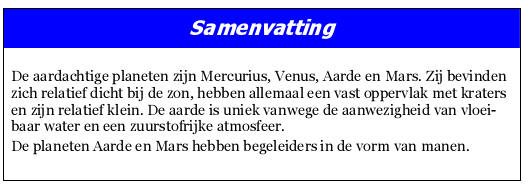 Samenvatting
De aardachtige planeten zijn Mercurius, Venus, Aarde en Mars. Zij bevinden
zich relatief dicht bij de zon, hebben allemaal een vast oppervlak met kraters
en zijn relatief klein. De aarde is uniek vanwege de aanwezigheid van vloei-
baar water en een zuurstofrijke atmosfeer.
De planeten Aarde en Mars hebben begeleiders in de vorm van manen.